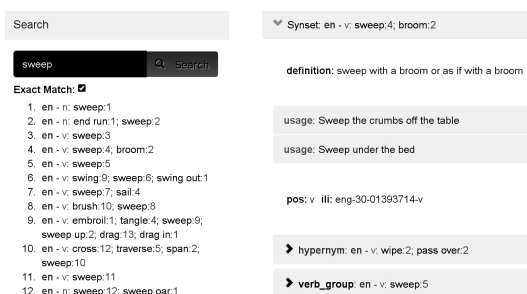 Search
sweep
Search
Exact Match:
1. en - n: sweep:1
2. en - n: end run:1; sweep:2
3. en - v: sweep:3
4. en - v: sweep:4; broom:2
5. en - v: sweep:5
6. en - v: swing:9; sweep:6; swing out:1
7. en - v: sweep:7; sail:4
8. en - v: brush:10; sweep:8
9. en - v: embroil:1; tangle:4; sweep:9;
sweep up:2; drag:13; drag in:1
10. en - v: cross:12; traverse:5; span:2;
sweep:10
11. en - v: sweep:11
12. en - n: sweep:12; sweep oar:1
Synset: en - v: sweep:4; broom:2
definition: sweep with a broom or as if with a broom
usage: Sweep the crumbs off the table
usage: Sweep under the bed
pos: v ili: eng-30-01393714-v
hypernym: en - v: wipe:2; pass over:2
verb_group: en - v: sweep:5